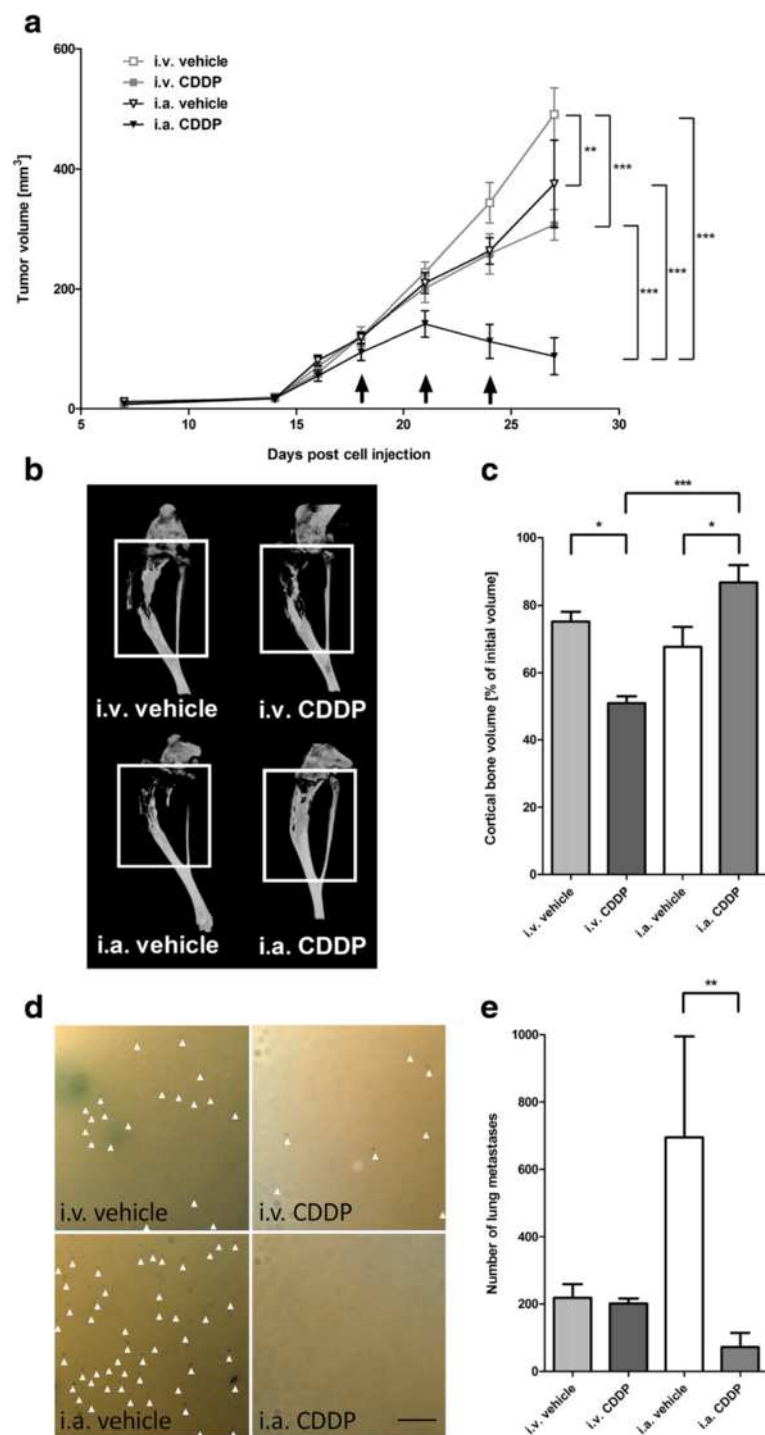 a
600
400
200
0
Tumor volume [mm³]
i.v. vehicle
i.v. CDDP
i.a. vehicle
i.a. CDDP
**
***
***
***
***
5 10 15 20 25 30
Days post cell injection
b
i.v. vehicle
i.v. CDDP
i.a. vehicle
i.a. CDDP
c
Cortical bone volume [% of initial volume]
100
80
60
40
20
0
*
***
*
i.v. vehicle
i.v. CDDP
i.a. vehicle
i.a. CDDP
d
i.v. vehicle
i.v. CDDP
i.a. vehicle
i.a. CDDP
e
Number of lung metastases
1000
800
600
400
200
0
**
i.v. vehicle
i.v. CDDP
i.a. vehicle
i.a. CDDP